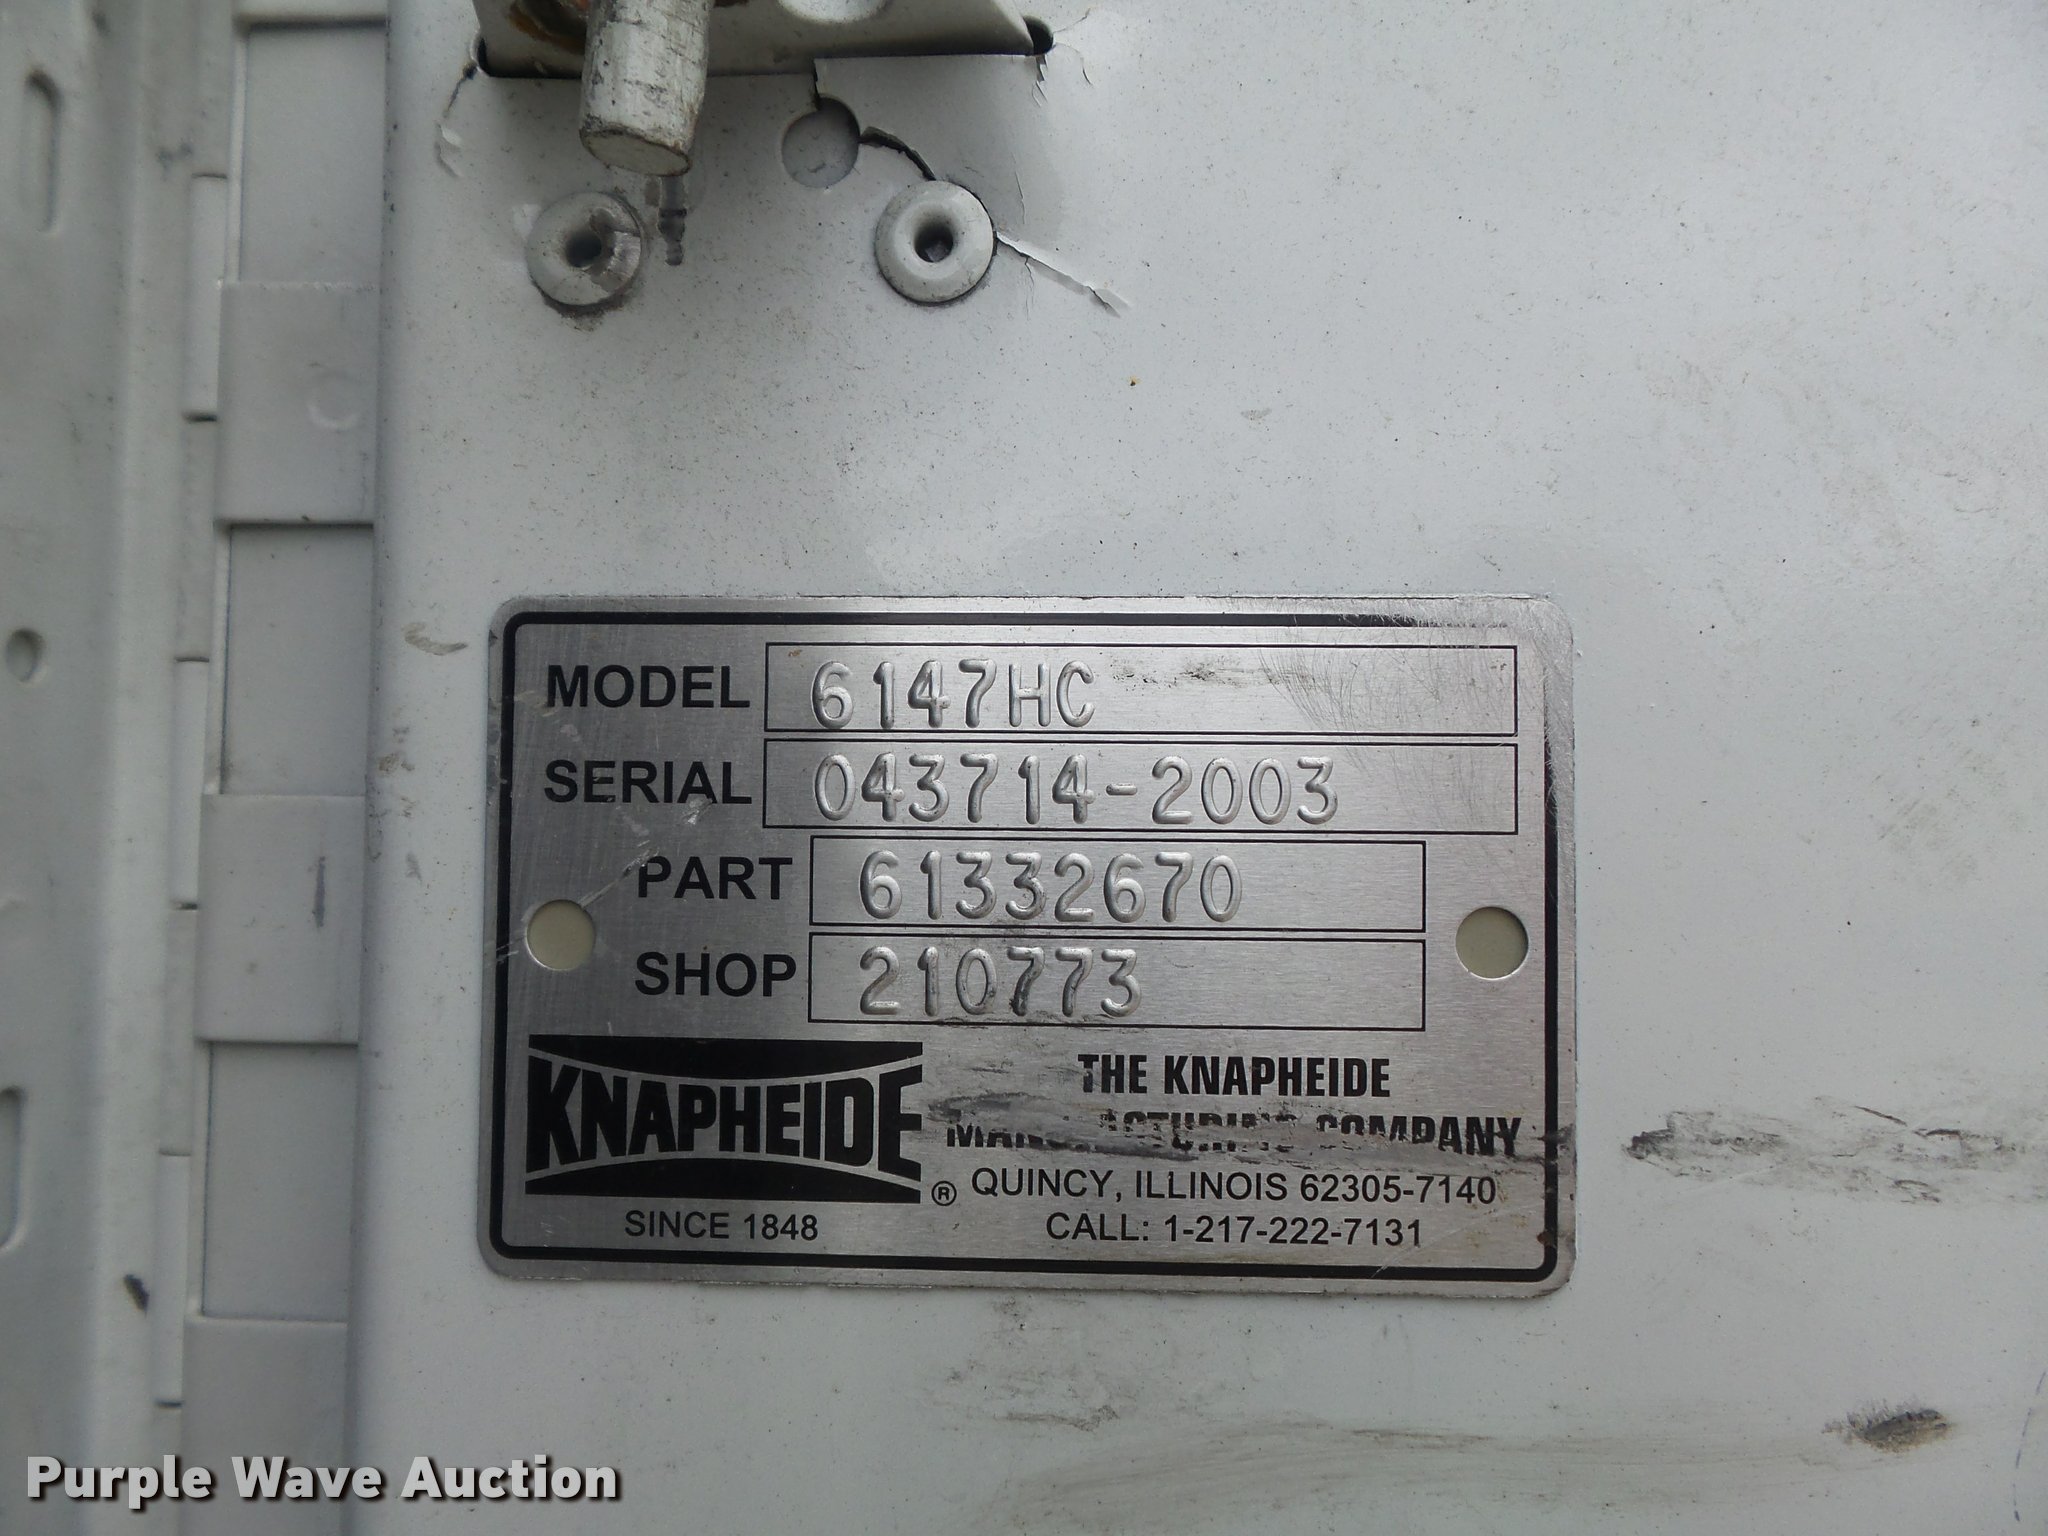 MODEL 6147HC
SERIAL 043714-2003
PART 61332670
SHOP 210773
KNAPHEIDE ®
SINCE 1848
THE KNAPHEIDE
MANUFACTURING COMPANY
QUINCY, ILLINOIS 62305-7140
CALL: 1-217-222-7131
Purple Wave Auction